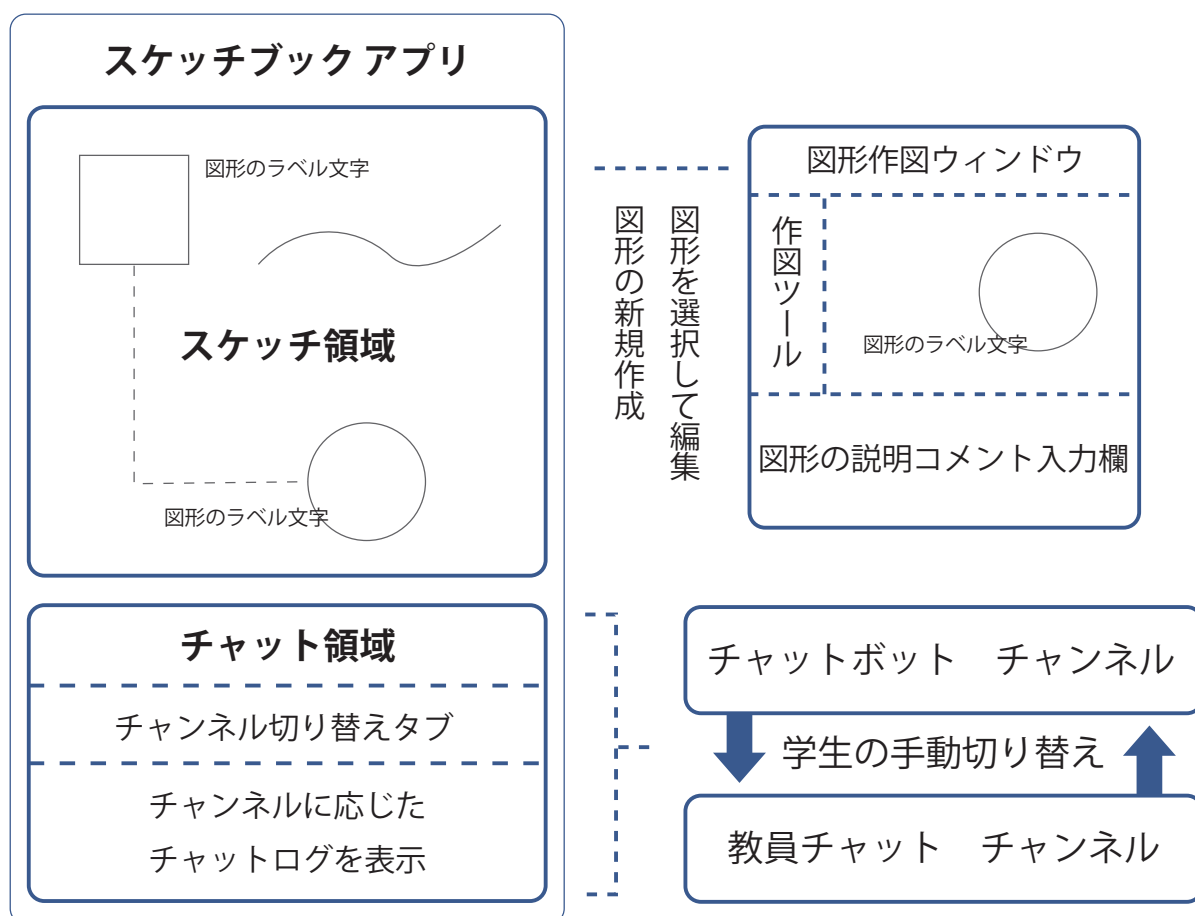 スケッチブック アプリ
図形のラベル文字
スケッチ領域
図形のラベル文字
図形を選択して編集
図形の新規作成
図形作図ウィンドウ
作図ツール
図形のラベル文字
図形の説明コメント入力欄
チャット領域
チャンネル切り替えタブ
チャンネルに応じた
チャットログを表示
チャットボット　チャンネル
学生の手動切り替え
教員チャット　チャンネル